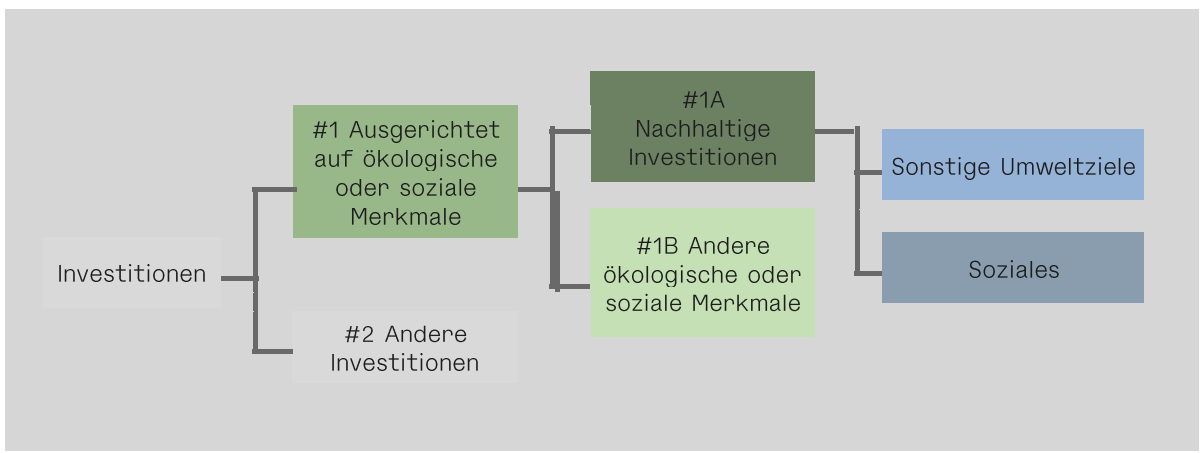 Investitionen
#1 Ausgerichtet
auf ökologische
oder soziale
Merkmale
#2 Andere
Investitionen
#1A
Nachhaltige
Investitionen
#1B Andere
ökologische oder
soziale Merkmale
Sonstige Umweltziele
Soziales